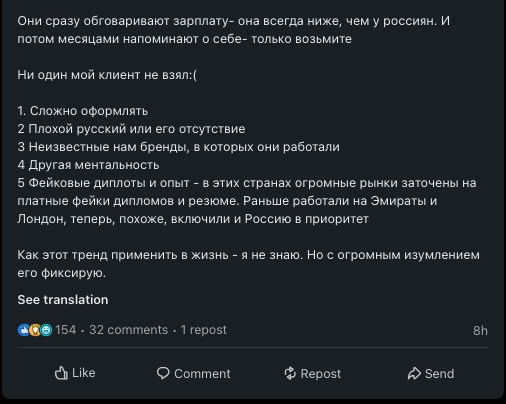 Они сразу обговаривают зарплату- она всегда ниже, чем у россиян. И
потом месяцами напоминают о себе- только возьмите
Ни один мой клиент не взял:(
1. Сложно оформлять
2 Плохой русский или его отсутствие
3 Неизвестные нам бренды, в которых они работали
4 Другая ментальность
5 Фейковые диплоты и опыт - в этих странах огромные рынки заточены на
платные фейки дипломов и резюме. Раньше работали на Эмираты и
Лондон, теперь, похоже, включили и Россию в приоритет
Как этот тренд применить в жизнь - я не знаю. Но с огромным изумлением
его фиксирую.
See translation
154 · 32 comments · 1 repost 8h
Like Comment Repost Send